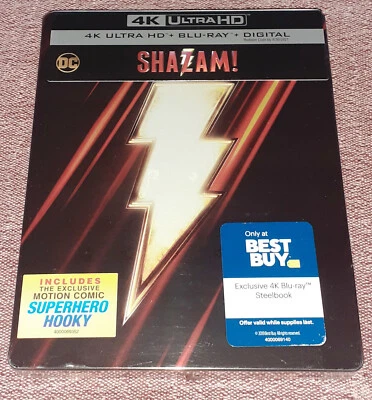 4K ULTRA HD
4K ULTRA HD + BLU-RAY + DIGITAL
DC
SHAZAM!
Only at
BEST
BUY
Exclusive 4K Blu-ray™
Steelbook
Offer valid while supplies last.
INCLUDES
THE EXCLUSIVE
MOTION COMIC
SUPERHERO
HOOKY